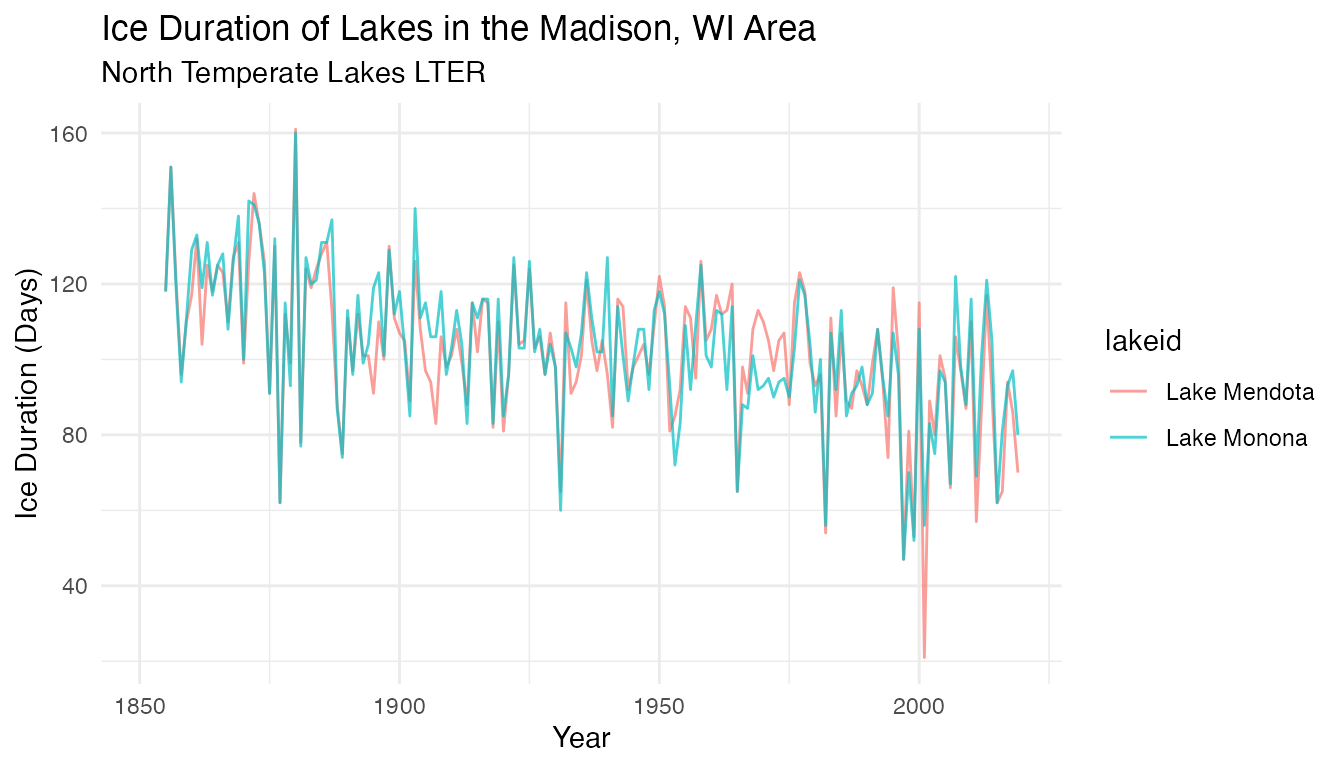 Ice Duration of Lakes in the Madison, WI Area
North Temperate Lakes LTER
Ice Duration (Days)
160
120
80
40
1850
1900
1950
2000
Year
lakeid
Lake Mendota
Lake Monona